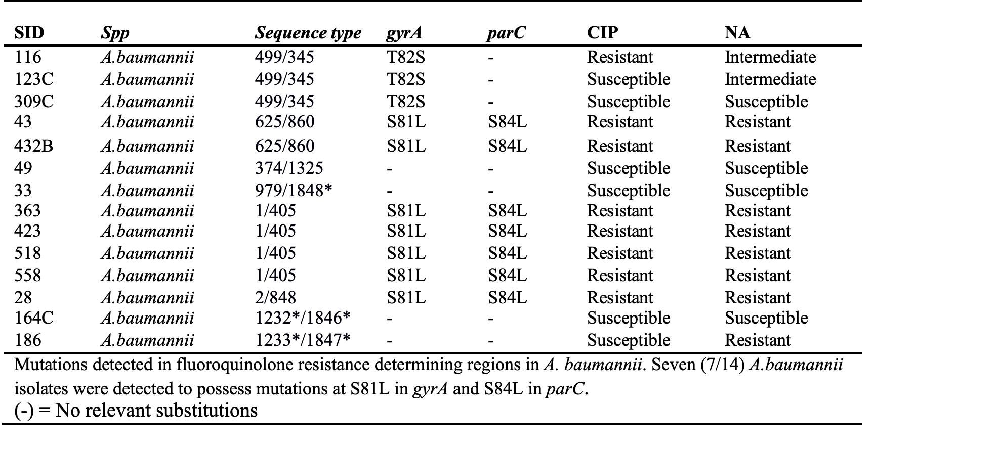 SID Spp Sequence type gyrA parC CIP NA
116 A.baumannii 499/345 T82S - Resistant Intermediate
123C A.baumannii 499/345 T82S - Susceptible Intermediate
309C A.baumannii 499/345 T82S - Susceptible Susceptible
43 A.baumannii 625/860 S81L S84L Resistant Resistant
432B A.baumannii 625/860 S81L S84L Resistant Resistant
49 A.baumannii 374/1325 - - Susceptible Susceptible
33 A.baumannii 979/1848* - - Susceptible Susceptible
363 A.baumannii 1/405 S81L S84L Resistant Resistant
423 A.baumannii 1/405 S81L S84L Resistant Resistant
518 A.baumannii 1/405 S81L S84L Resistant Resistant
558 A.baumannii 1/405 S81L S84L Resistant Resistant
28 A.baumannii 2/848 S81L S84L Resistant Resistant
164C A.baumannii 1232*/1846* - - Susceptible Susceptible
186 A.baumannii 1233*/1847* - - Susceptible Resistant
Mutations detected in fluoroquinolone resistance determining regions in A. baumannii. Seven (7/14) A.baumannii
isolates were detected to possess mutations at S81L in gyrA and S84L in parC.
(-) = No relevant substitutions